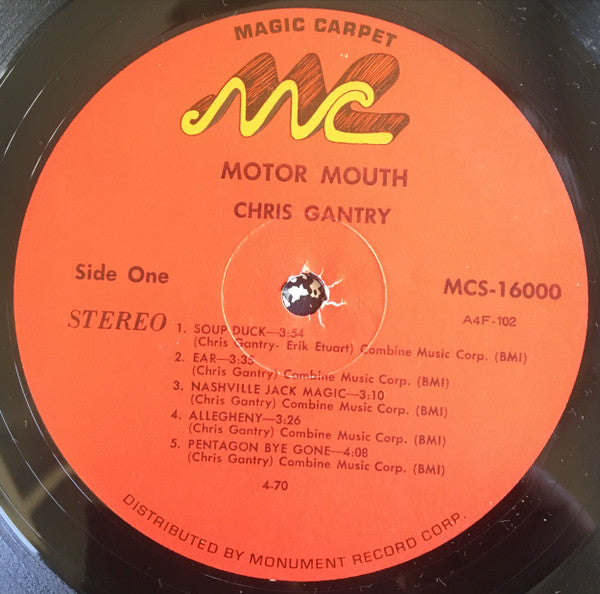 MAGIC CARPET
MC
MOTOR MOUTH
CHRIS GANTRY
Side One
MCS-16000
STEREO
A4F-102
1. SOUP DUCK—3:54
(Chris Gantry- Erik Etuart) Combine Music Corp. (BMI)
2. EAR—3:35
(Chris Gantry) Combine Music Corp. (BMI)
3. NASHVILLE JACK MAGIC—3:10
(Chris Gantry) Combine Music Corp. (BMI)
4. ALLEGHENY—3:26
(Chris Gantry) Combine Music Corp. (BMI)
5. PENTAGON BYE GONE—4:08
(Chris Gantry) Combine Music Corp. (BMI)
4-70
DISTRIBUTED BY MONUMENT RECORD CORP.